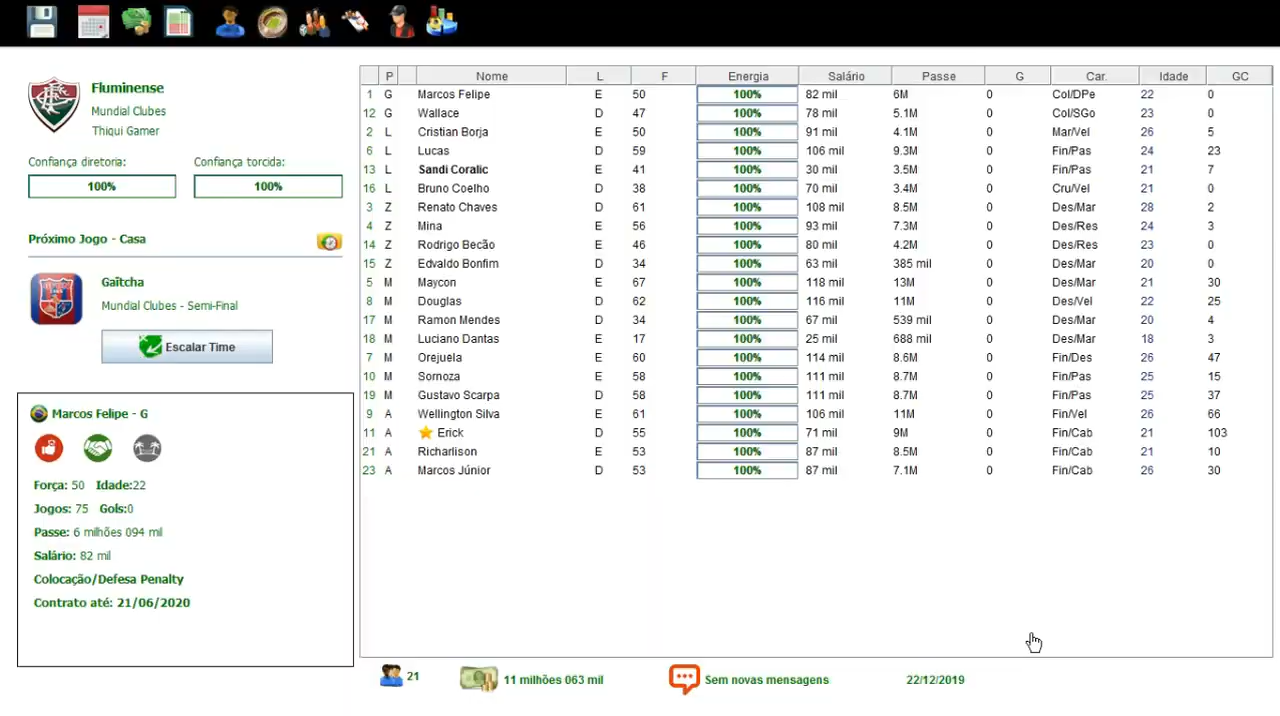 Fluminense
Mundial Clubes
Thiqui Gamer
Confiança diretoria: Confiança torcida:
100% 100%
Próximo Jogo - Casa
Gaîtcha
Mundial Clubes - Semi-Final
Escalar Time
Marcos Felipe - G
Força: 50 Idade:22
Jogos: 75 Gols:0
Passe: 6 milhões 094 mil
Salário: 82 mil
Colocação/Defesa Penalty
Contrato até: 21/06/2020
P Nome L F Energia Salário Passe G Car. Idade GC
1 G Marcos Felipe E 50 100% 82 mil 6M 0 Col/DPe 22 0
12 G Wallace D 47 100% 78 mil 5.1M 0 Col/SGo 23 0
2 L Cristian Borja E 50 100% 91 mil 4.1M 0 Mar/Vel 26 5
6 L Lucas D 59 100% 106 mil 9.3M 0 Fin/Pas 24 23
13 L Sandi Coralic E 41 100% 30 mil 3.5M 0 Fin/Pas 21 7
16 L Bruno Coelho D 38 100% 70 mil 3.4M 0 Cru/Vel 21 0
3 Z Renato Chaves D 61 100% 108 mil 8.5M 0 Des/Mar 28 2
4 Z Mina E 56 100% 93 mil 7.3M 0 Des/Res 24 3
14 Z Rodrigo Becão E 46 100% 80 mil 4.2M 0 Des/Res 23 0
15 Z Edvaldo Bonfim D 34 100% 63 mil 385 mil 0 Des/Mar 20 0
5 M Maycon E 67 100% 118 mil 13M 0 Des/Mar 21 30
8 M Douglas D 62 100% 116 mil 11M 0 Des/Vel 22 25
17 M Ramon Mendes D 34 100% 67 mil 539 mil 0 Des/Mar 20 4
18 M Luciano Dantas E 17 100% 25 mil 688 mil 0 Des/Mar 18 3
7 M Orejuela E 60 100% 114 mil 8.6M 0 Fin/Des 26 47
10 M Sornoza E 58 100% 111 mil 8.7M 0 Fin/Pas 25 15
19 M Gustavo Scarpa D 58 100% 111 mil 8.7M 0 Fin/Pas 25 37
9 A Wellington Silva E 61 100% 106 mil 11M 0 Fin/Vel 26 66
11 A Erick D 55 100% 71 mil 9M 0 Fin/Cab 21 103
21 A Richarlison E 53 100% 87 mil 8.5M 0 Fin/Cab 21 10
23 A Marcos Júnior D 53 100% 87 mil 7.1M 0 Fin/Cab 26 30
21 11 milhões 063 mil Sem novas mensagens 22/12/2019